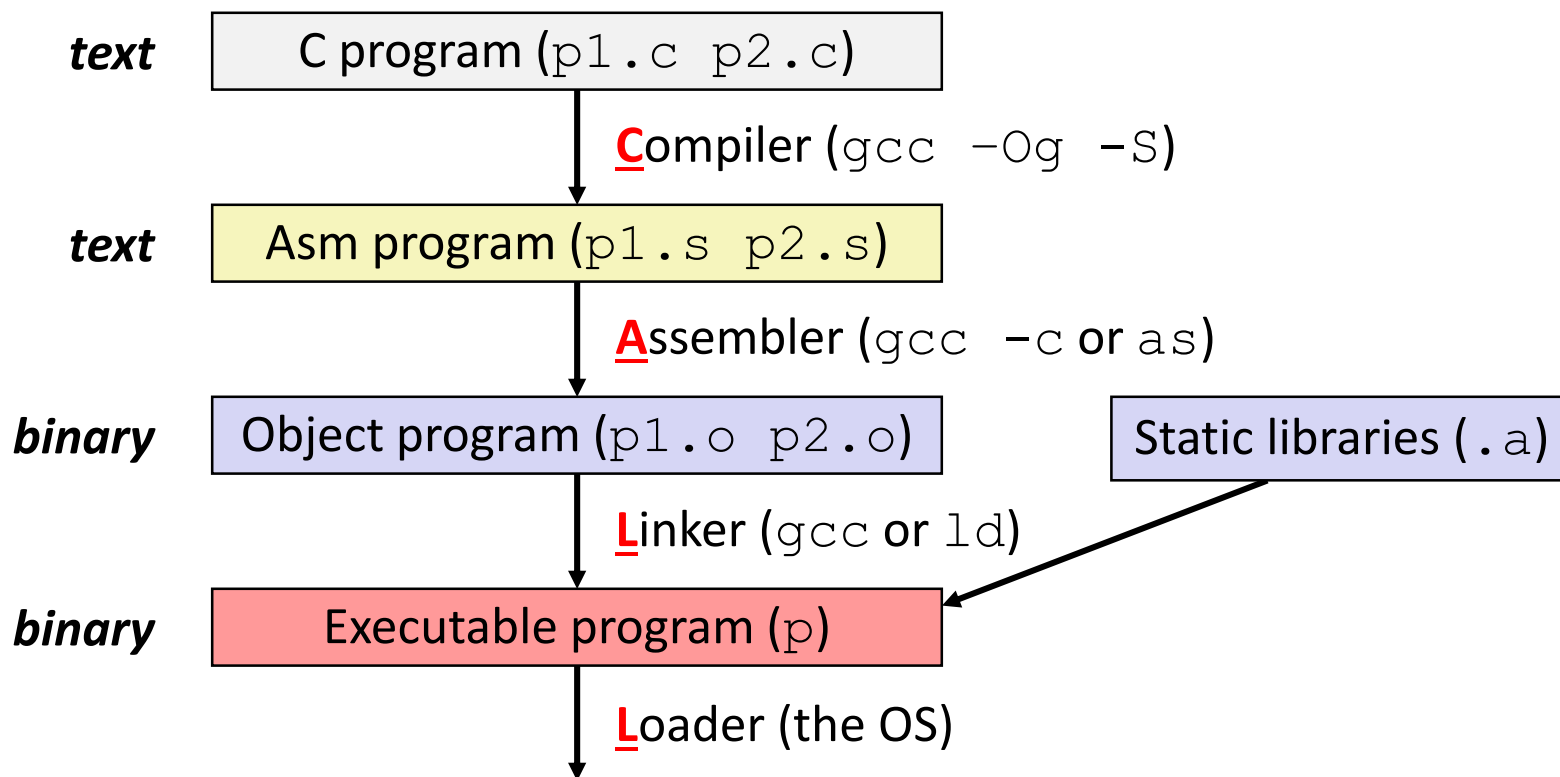 text
C program (p1.c p2.c)
Compiler (gcc -Og -S)
text
Asm program (p1.s p2.s)
Assembler (gcc -c or as)
binary
Object program (p1.o p2.o)
Static libraries (.a)
Linker (gcc or ld)
binary
Executable program (p)
Loader (the OS)